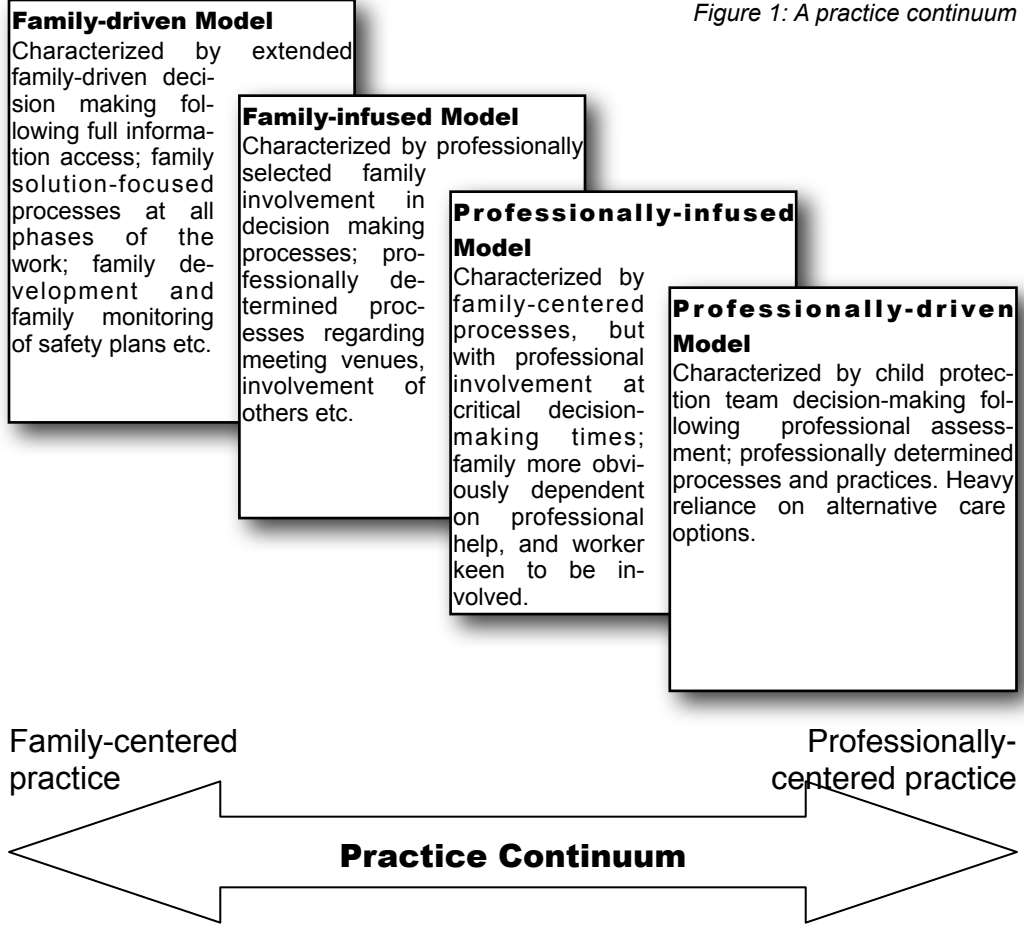 Figure 1: A practice continuum
Family-driven Model
Characterized by extended
family-driven deci-
sion making fol-
lowing full informa-
tion access; family
solution-focused
processes at all
phases of the
work; family de-
velopment and
family monitoring
of safety plans etc.
Family-infused Model
Characterized by professionally
selected family
involvement in
decision making
processes; pro-
fessionally de-
termined proc-
esses regarding
meeting venues,
involvement of
others etc.
Professionally-infused
Model
Characterized by
family-centered
processes, but
with professional
involvement at
critical decision-
making times;
family more obvi-
ously dependent
on professional
help, and worker
keen to be in-
volved.
Professionally-driven
Model
Characterized by child protec-
tion team decision-making fol-
lowing professional assess-
ment; professionally determined
processes and practices. Heavy
reliance on alternative care
options.
Family-centered
practice
Professionally-
centered practice
Practice Continuum